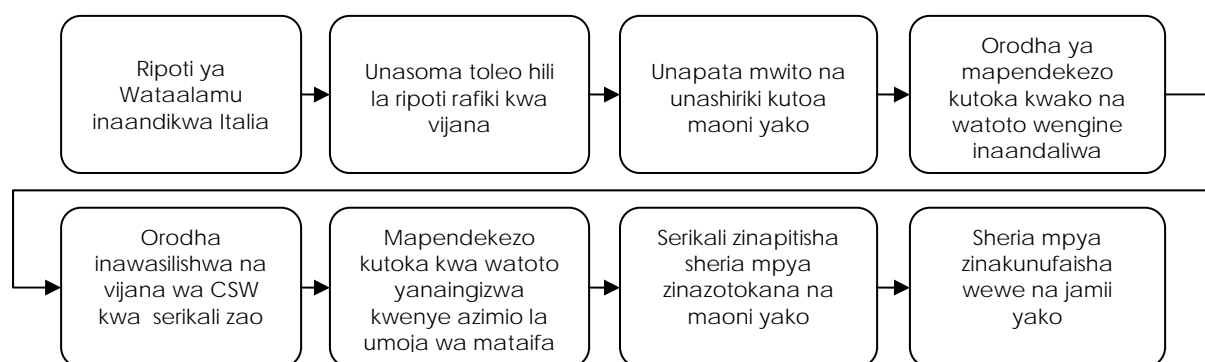 Ripoti ya
Wataalamu
inaandikwa Italia
Unasoma toleo hili
la ripoti rafiki kwa
vijana
Unapata mwito na
unashiriki kutoa
maoni yako
Orodha ya
mapendekezo
kutoka kwako na
watoto wengine
inaandaliwa
Orodha
inawasilishwa na
vijana wa CSW
kwa serikali zao
Mapendekezo
kutoka kwa watoto
yanaingizwa
kwenye azimio la
umoja wa mataifa
Serikali zinapitisha
sheria mpya
zinazotokana na
maoni yako
Sheria mpya
zinakunufaisha
wewe na jamii
yako